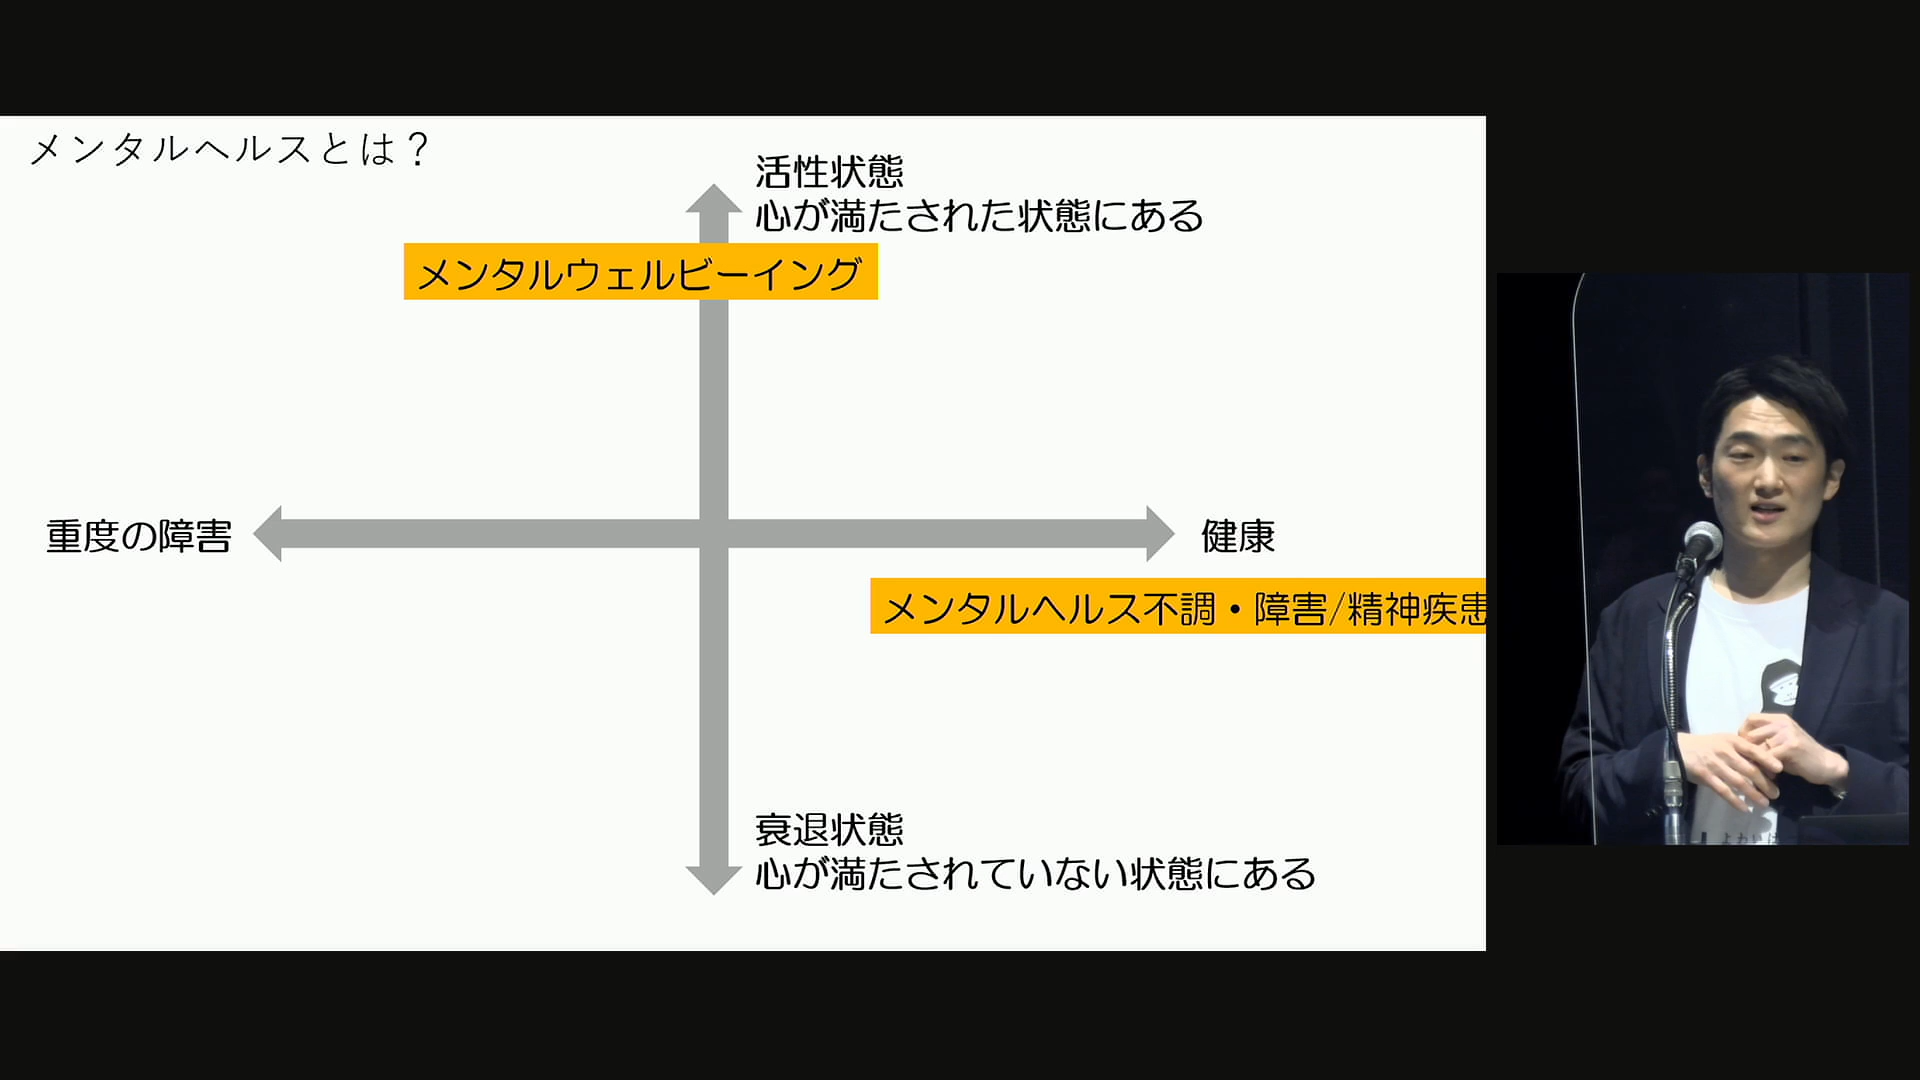 メンタルヘルスとは？
活性状態
心が満たされた状態にある
メンタルウェルビーイング
重度の障害
健康
メンタルヘルス不調・障害/精神疾患
衰退状態
心が満たされていない状態にある